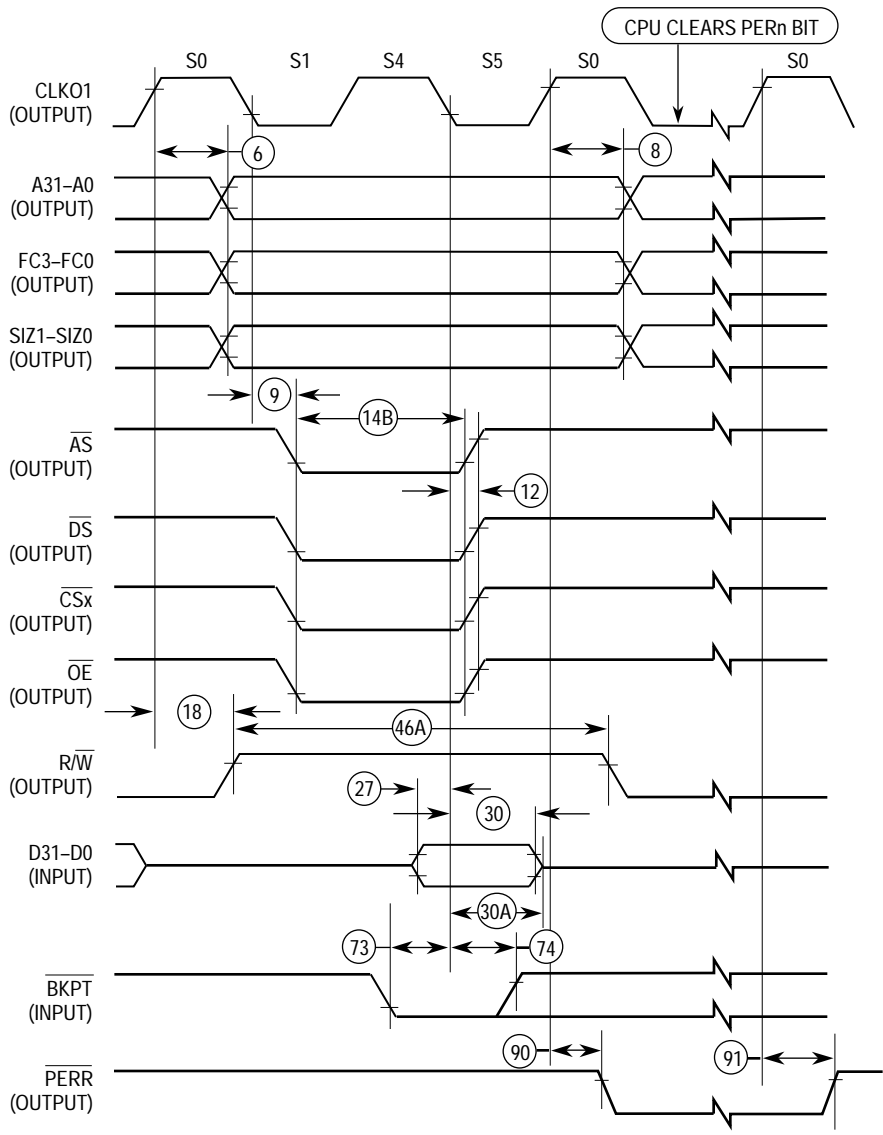 CPU CLEARS PERn BIT
S0 S1 S4 S5 S0 S0
CLKO1
(OUTPUT)
6
8
A31–A0
(OUTPUT)
FC3–FC0
(OUTPUT)
SIZ1–SIZ0
(OUTPUT)
9
14B
AS
(OUTPUT)
12
DS
(OUTPUT)
CSx
(OUTPUT)
OE
(OUTPUT)
18
46A
R/W
(OUTPUT)
27
30
D31–D0
(INPUT)
30A
73
74
BKPT
(INPUT)
90
91
PERR
(OUTPUT)